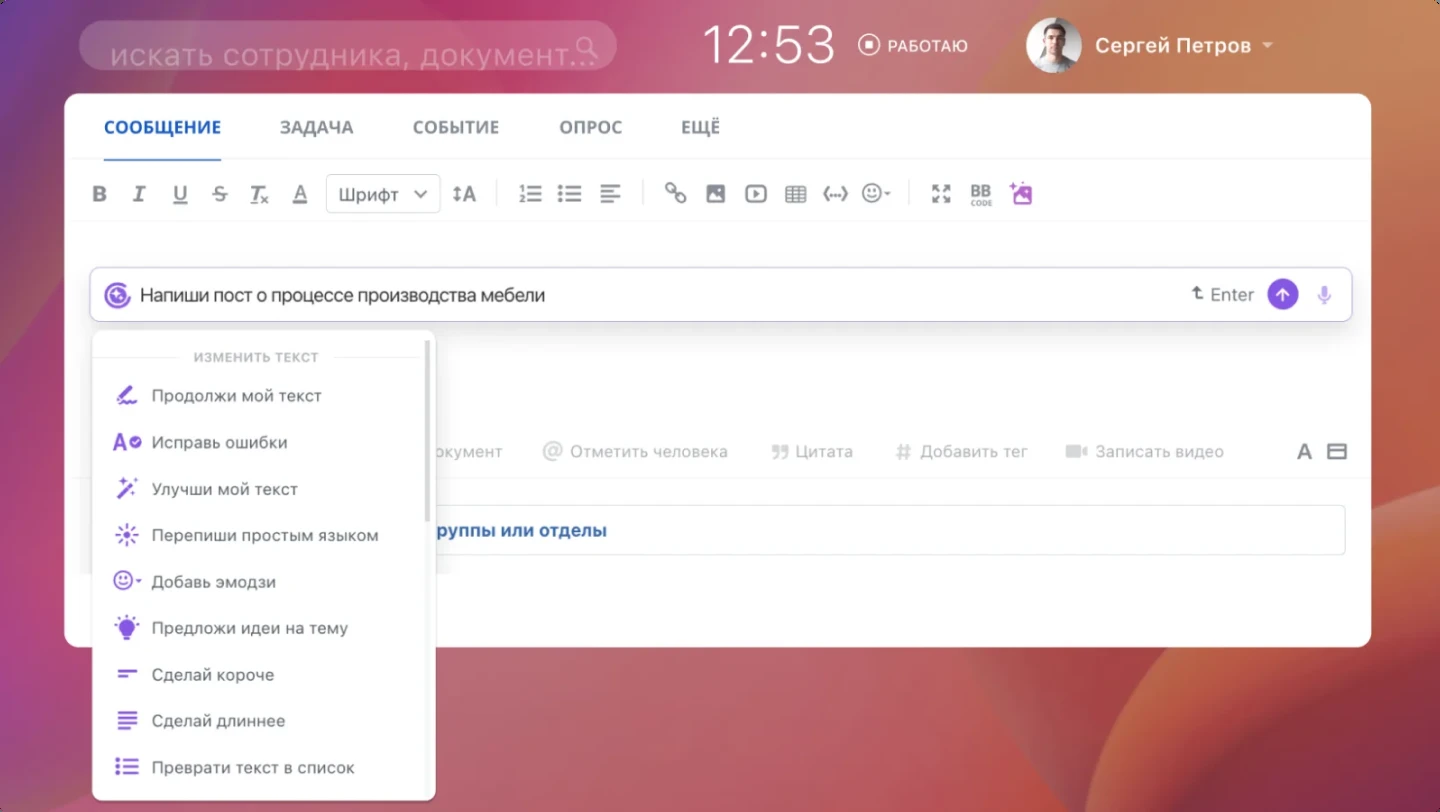 искать сотрудника, документ...
12:53
РАБОТАЮ
Сергей Петров
СООБЩЕНИЕ ЗАДАЧА СОБЫТИЕ ОПРОС ЕЩЁ
B I U S Tx A Шрифт A BB CODE
Напиши пост о процессе производства мебели Enter
ИЗМЕНИТЬ ТЕКСТ
Продолжи мой текст
Исправь ошибки
окумент @ Отметить человека Цитата # Добавить тег Записать видео A
Улучши мой текст
руппы или отделы
Перепиши простым языком
Добавь эмодзи
Предложи идеи на тему
Сделай короче
Сделай длиннее
Преврати текст в список